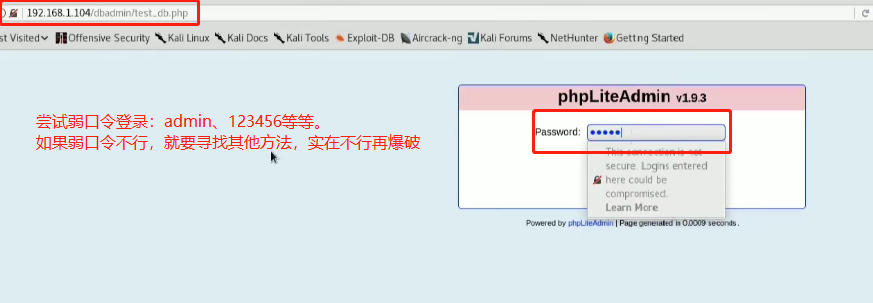 192.168.1.104/dbadmin/test_db.php
st Visited Offensive Security Kali Linux Kali Docs Kali Tools Exploit-DB Aircrack-ng Kali Forums NetHunter Getting Started
phpLiteAdmin v1.9.3
尝试弱口令登录：admin、123456等等。
如果弱口令不行，就要寻找其他方法，实在不行再爆破
Password: ●●●●●
This connection is not
secure. Logins entered
here could be
compromised.
Learn More
Powered by phpLiteAdmin | Page generated in 0.0009 seconds.